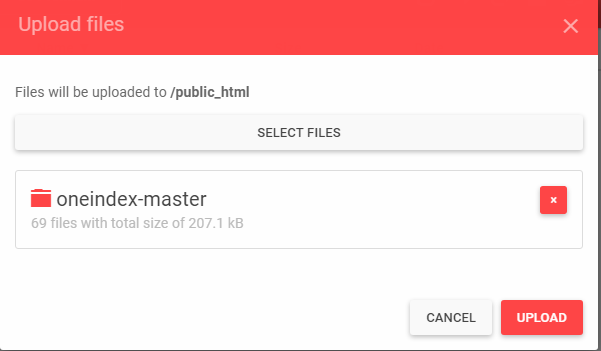 Upload files
Files will be uploaded to /public_html
SELECT FILES
oneindex-master
69 files with total size of 207.1 kB
CANCEL
UPLOAD